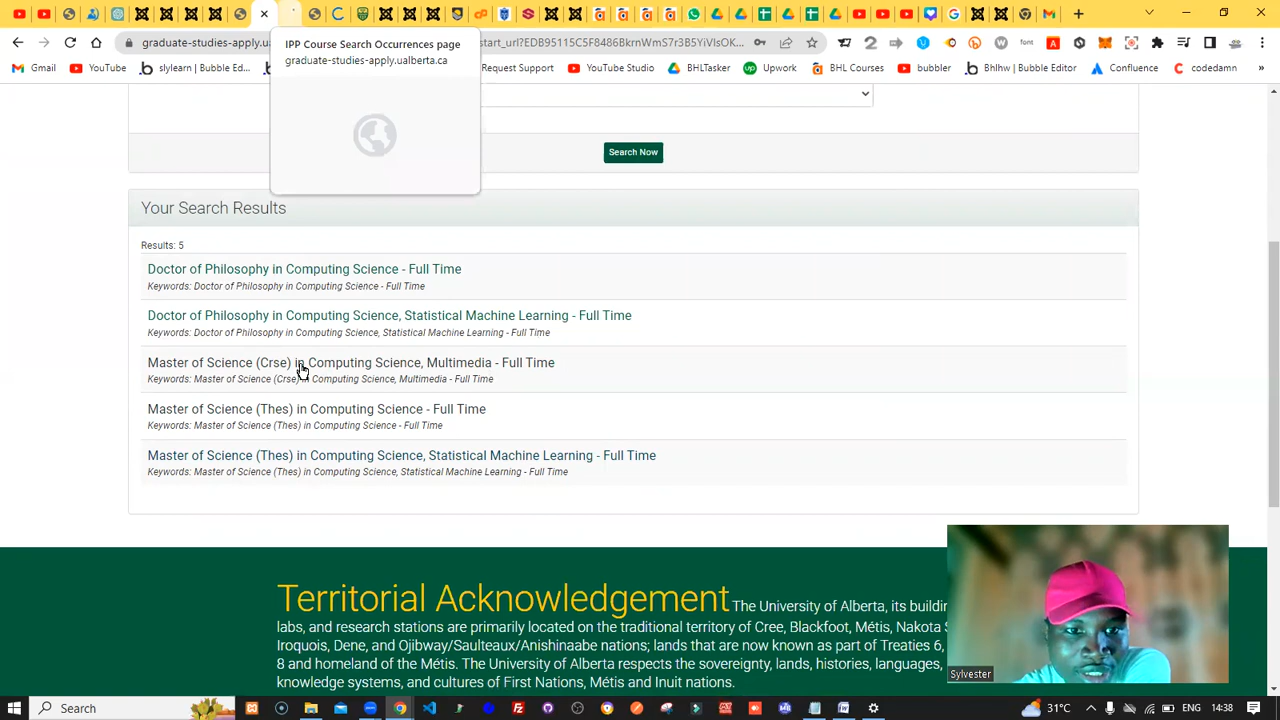 IPP Course Search Occurrences page
graduate-studies-apply.ualberta.ca
graduate-studies-apply.u
start_url?EDB95115C5F8486BkrnWmS7r3B5YiVlsOK...
font
Gmail
YouTube
slylearn | Bubble Ed...
Request Support
YouTube Studio
BHLTasker
Upwork
BHL Courses
bubbler
Bhlhw | Bubble Edi...
Confluence
codedamn
»
Search Now
Your Search Results
Results: 5
Doctor of Philosophy in Computing Science - Full Time
Keywords: Doctor of Philosophy in Computing Science - Full Time
Doctor of Philosophy in Computing Science, Statistical Machine Learning - Full Time
Keywords: Doctor of Philosophy in Computing Science, Statistical Machine Learning - Full Time
Master of Science (Crse) in Computing Science, Multimedia - Full Time
Keywords: Master of Science (Crse) in Computing Science, Multimedia - Full Time
Master of Science (Thes) in Computing Science - Full Time
Keywords: Master of Science (Thes) in Computing Science - Full Time
Master of Science (Thes) in Computing Science, Statistical Machine Learning - Full Time
Keywords: Master of Science (Thes) in Computing Science, Statistical Machine Learning - Full Time
Territorial Acknowledgement The University of Alberta, its buildin
labs, and research stations are primarily located on the traditional territory of Cree, Blackfoot, Métis, Nakota S
Iroquois, Dene, and Ojibway/Saulteaux/Anishinaabe nations; lands that are now known as part of Treaties 6,
8 and homeland of the Métis. The University of Alberta respects the sovereignty, lands, histories, languages,
knowledge systems, and cultures of First Nations, Métis and Inuit nations.
Sylvester
Search
31°C
ENG
14:38